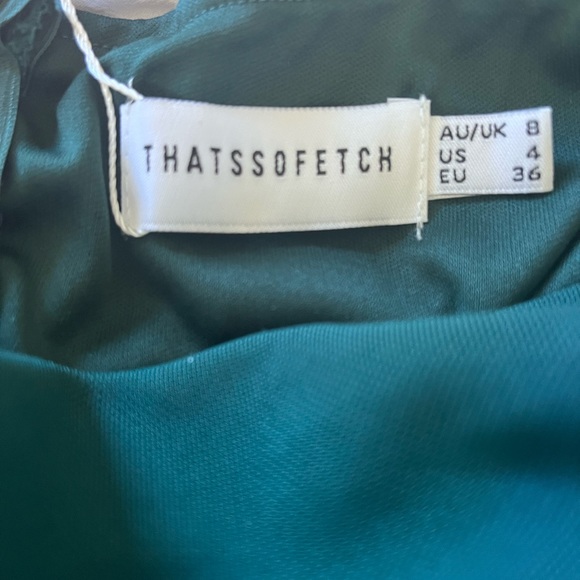 THATSSOFETCH
AU/UK 8
US 4
EU 36